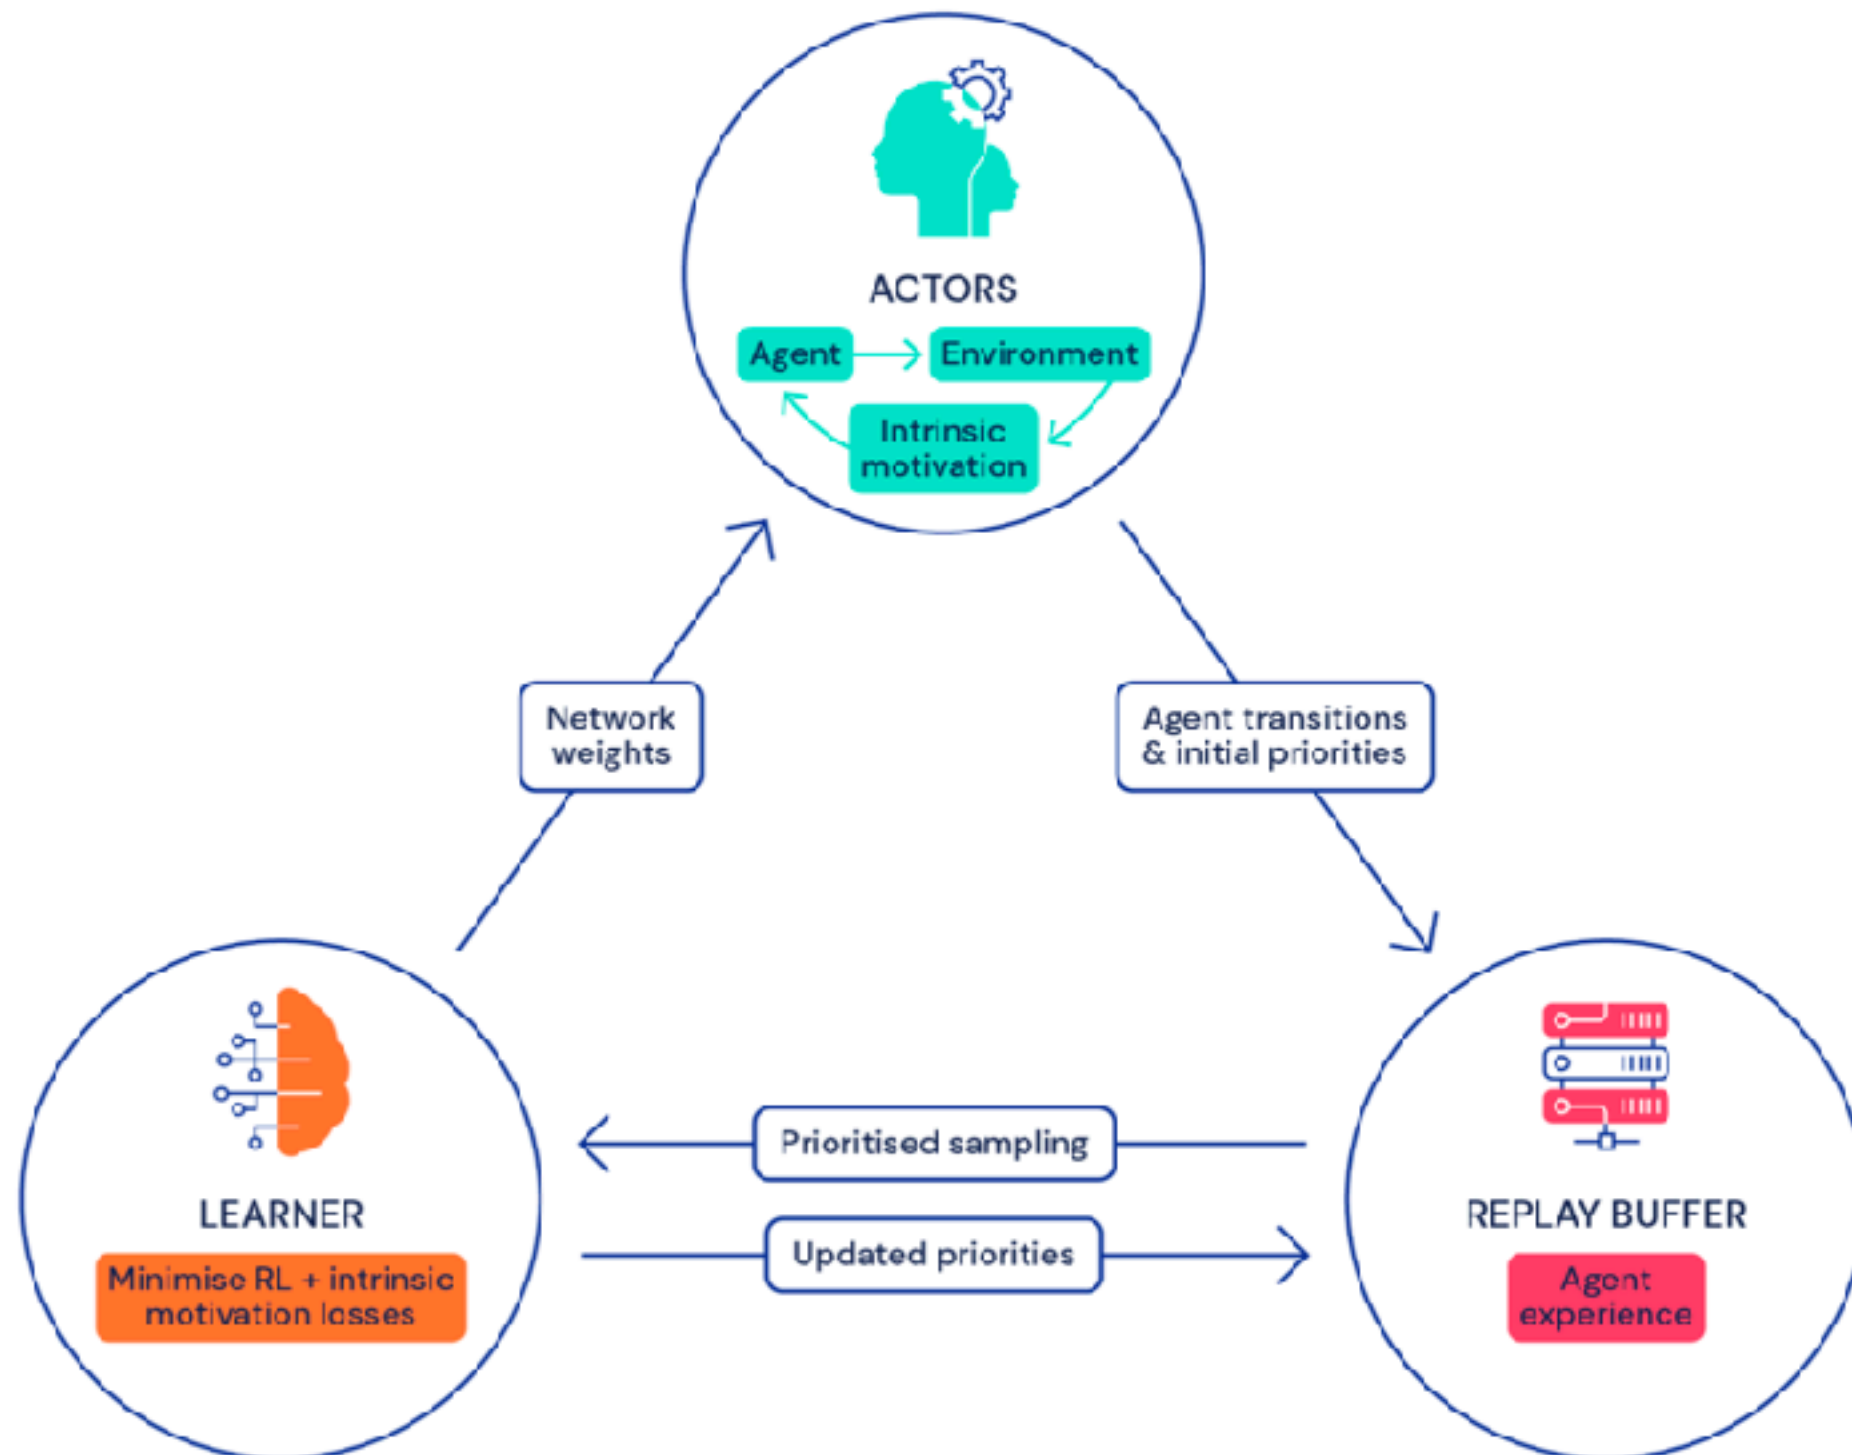 ACTORS
Agent
Environment
Intrinsic
motivation
Network
weights
Agent transitions
& initial priorities
Prioritised sampling
Updated priorities
LEARNER
Minimise RL + intrinsic
motivation losses
REPLAY BUFFER
Agent
experience